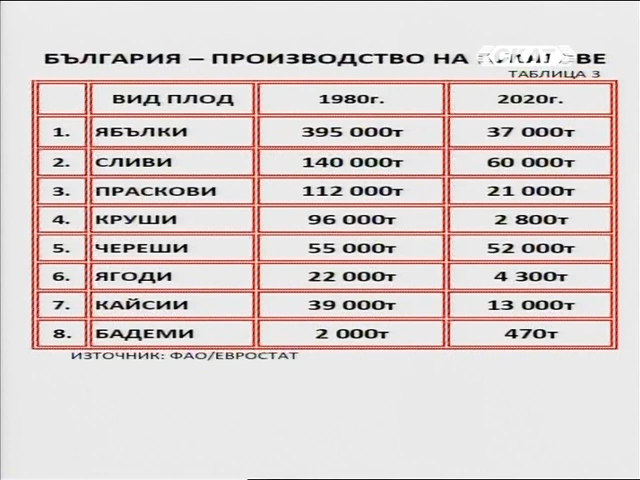 БЪЛГАРИЯ – ПРОИЗВОДСТВО НА
СКАТ
ТАБЛИЦА 3
ВИД ПЛОД 1980г. 2020г.
1. ЯБЪЛКИ 395 000т 37 000т
2. СЛИВИ 140 000т 60 000т
3. ПРАСКОВИ 112 000т 21 000т
4. КРУШИ 96 000т 2 800т
5. ЧЕРЕШИ 55 000т 52 000т
6. ЯГОДИ 22 000т 4 300т
7. КАЙСИИ 39 000т 13 000т
8. БАДЕМИ 2 000т 470т
ИЗТОЧНИК: ФАО/ЕВРОСТАТ